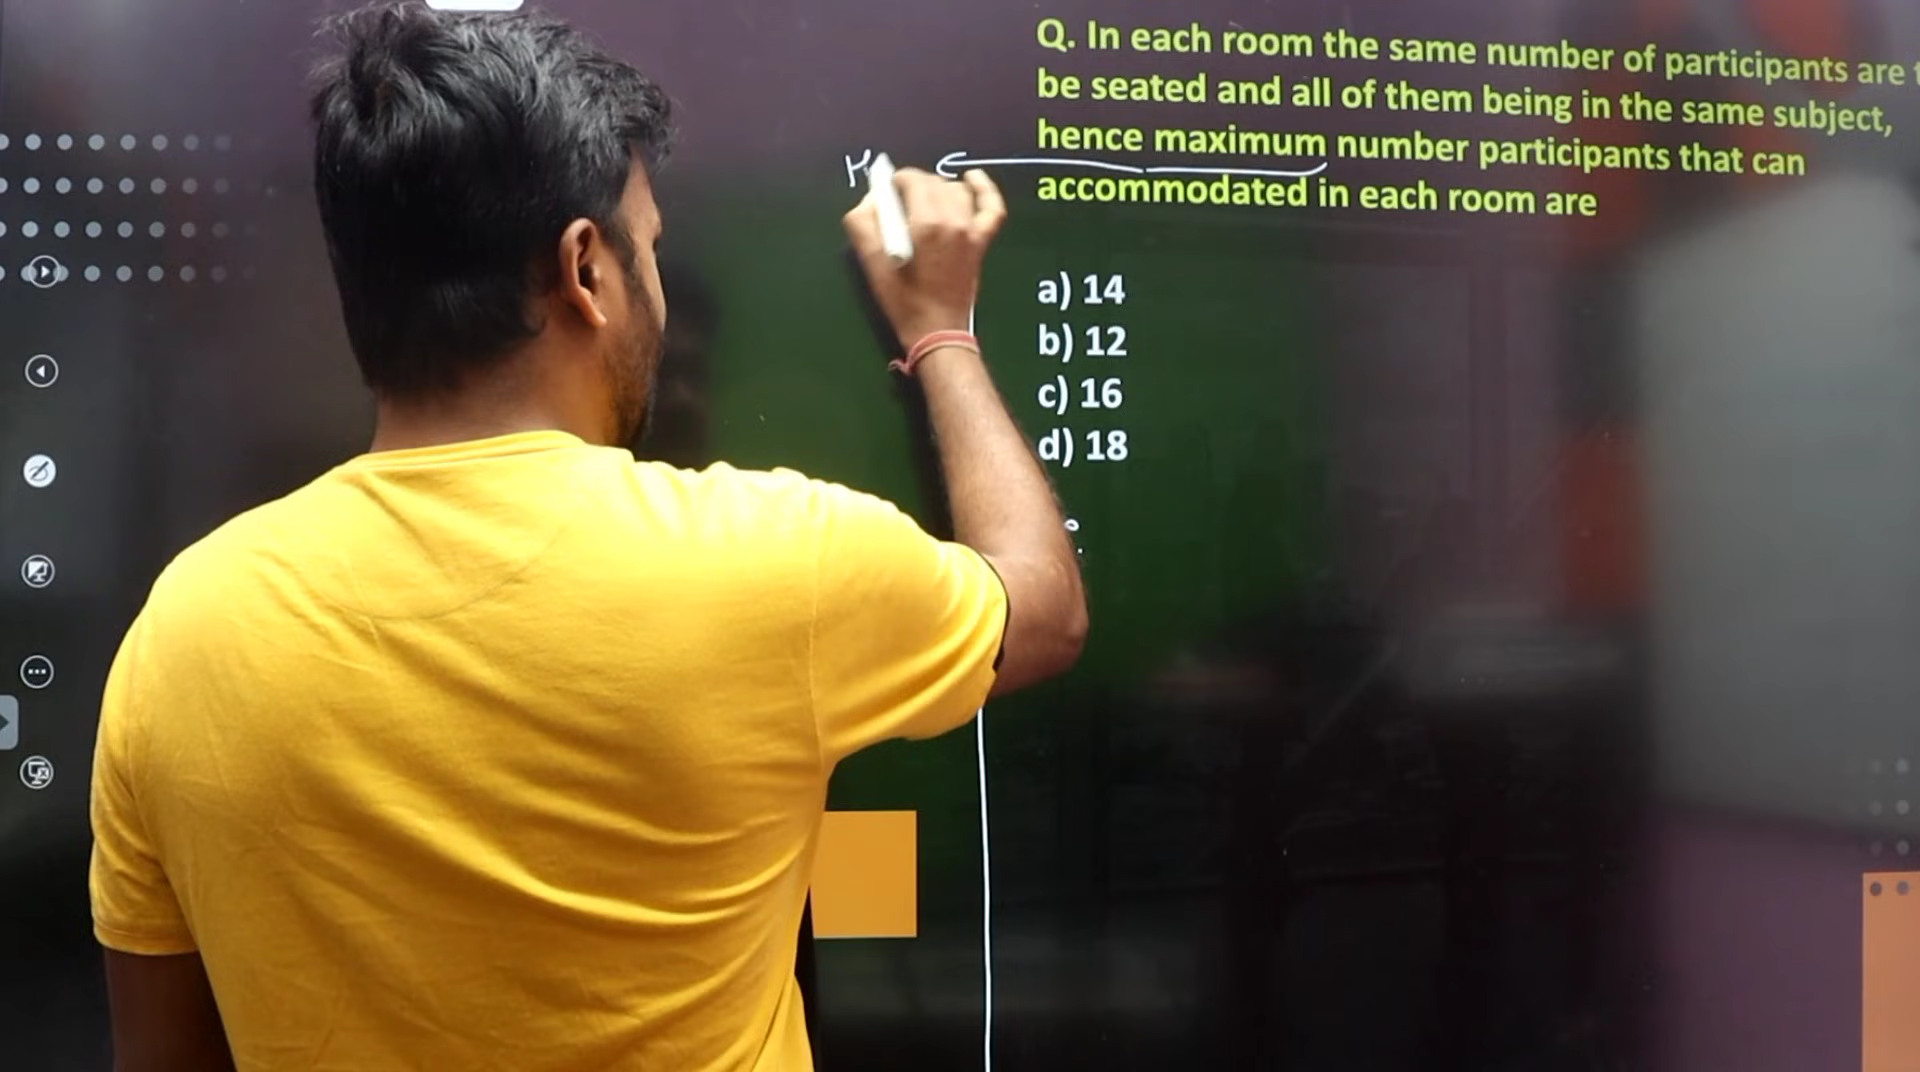 Q. In each room the same number of participants are
be seated and all of them being in the same subject,
hence maximum number participants that can
accommodated in each room are
a) 14
b) 12
c) 16
d) 18